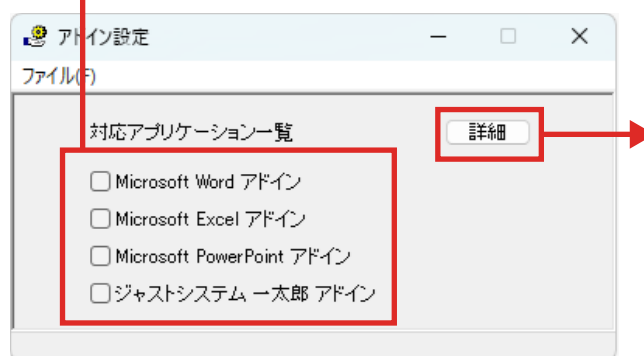 アドイン設定
ファイル(F)
対応アプリケーション一覧 詳細
Microsoft Word アドイン
Microsoft Excel アドイン
Microsoft PowerPoint アドイン
ジャストシステム 一太郎 アドイン